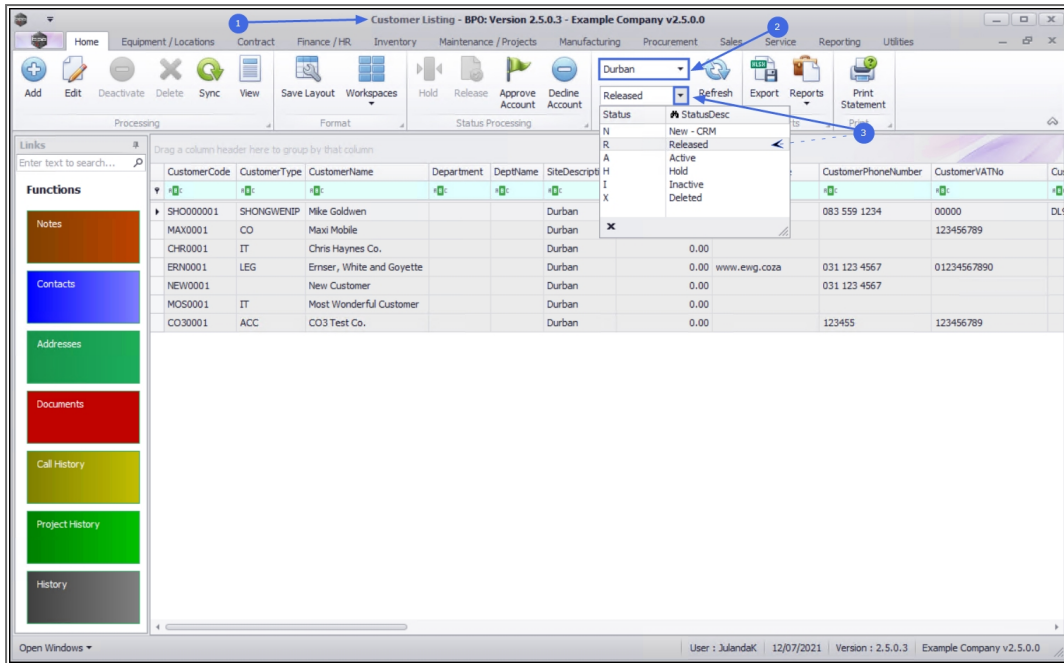 1
Customer Listing - BPO: Version 2.5.0.3 - Example Company v2.5.0.0
2
Home Equipment / Locations Contract Finance / HR Inventory Maintenance / Projects Manufacturing Procurement Sales Service Reporting Utilities
Add Edit Deactivate Delete Sync View Save Layout Workspaces Hold Release Approve Account Decline Account
Durban
Released
Refresh Export Reports Print Statement
Processing Format Status Processing Print
3
Status StatusDesc
N New - CRM
R Released
A Active
H Hold
I Inactive
X Deleted
Links
Enter text to search...
Functions
Notes
Contacts
Addresses
Documents
Call History
Project History
History
Drag a column header here to group by that column
CustomerCode CustomerType CustomerName Department DeptName SiteDescripti CustomerPhoneNumber CustomerVATNo Cus
SHO000001 SHONGWENIP Mike Goldwen Durban 083 559 1234 00000 DL9
MAX0001 CO Maxi Mobile Durban 123456789
CHR0001 IT Chris Haynes Co. Durban 0.00
ERN0001 LEG Ernser, White and Goyette Durban 0.00 www.ewg.coza 031 123 4567 01234567890
NEW0001 New Customer Durban 0.00 031 123 4567
MOS0001 IT Most Wonderful Customer Durban 0.00
CO30001 ACC CO3 Test Co. Durban 0.00 123455 123456789
Open Windows User : JulandaK 12/07/2021 Version : 2.5.0.3 Example Company v2.5.0.0